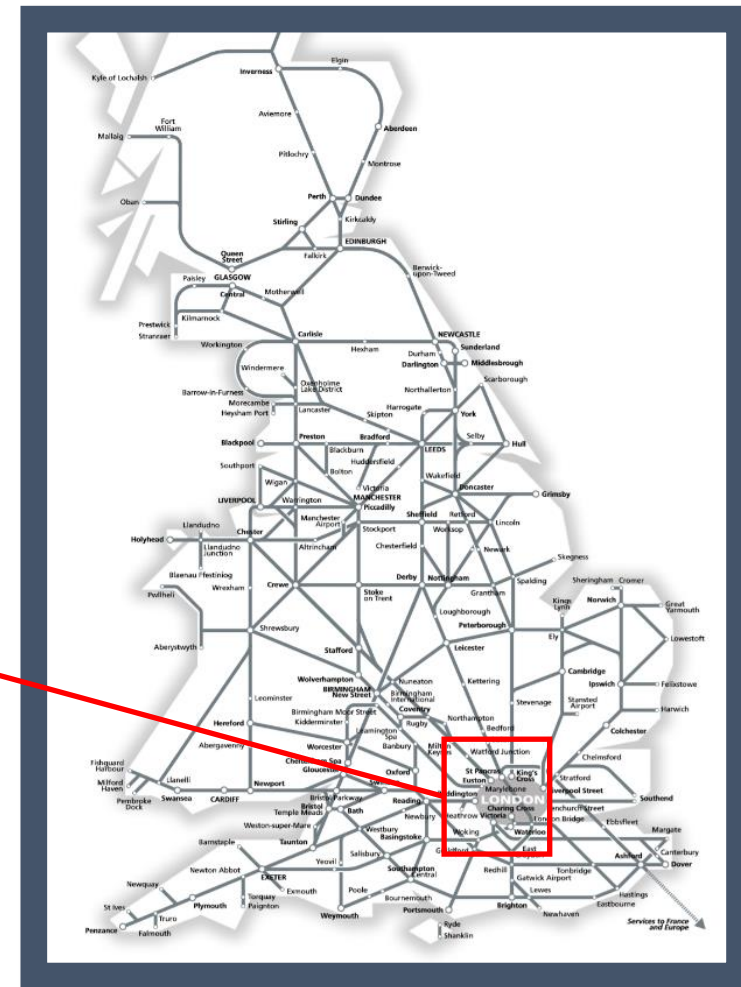 Elgin
Kyle of Lochalsh
Inverness
Aviemore
Fort
William
Mallaig
Aberdeen
Pitlochry
Montrose
Oban
Perth
Dundee
Stirling
Kirkcaldy
Queen
Street
Falkirk
EDINBURGH
GLASGOW
Central
Paisley
Motherwell
Berwick-
upon-Tweed
Prestwick
Kilmarnock
Stranraer
Carlisle
NEWCASTLE
Workington
Hexham
Sunderland
Durham
Darlington
Middlesbrough
Windermere
Oxenholme
Lake District
Northallerton
Scarborough
Barrow-in-Furness
Morecambe
Heysham Port
Lancaster
Harrogate
York
Skipton
Blackpool
Preston
Bradford
LEEDS
Selby
Hull
Blackburn
Huddersfield
Southport
Bolton
Wakefield
Wigan
Victoria
Doncaster
LIVERPOOL
Warrington
MANCHESTER
Piccadilly
Grimsby
Manchester
Airport
Sheffield
Retford
Stockport
Worksop
Lincoln
Llandudno
Chester
Holyhead
Llandudno
Junction
Altrincham
Chesterfield
Newark
Skegness
Blaenau Ffestiniog
Pwllheli
Wrexham
Crewe
Stoke
on Trent
Derby
Nottingham
Grantham
Spalding
Sheringham
Cromer
Kings
Lynn
Norwich
Great
Yarmouth
Loughborough
Peterborough
Ely
Lowestoft
Shrewsbury
Aberystwyth
Stafford
Leicester
Wolverhampton
BIRMINGHAM
New Street
Nuneaton
Birmingham
International
Kettering
Cambridge
Ipswich
Felixstowe
Leominster
Birmingham Moor Street
Kidderminster
Coventry
Rugby
Northampton
Stevenage
Stansted
Airport
Harwich
Hereford
Leamington
Spa
Bedford
Colchester
Abergavenny
Worcester
Banbury
Milton
Keynes
Watford Junction
Chelmsford
Fishguard
Harbour
Cheltenham Spa
Gloucester
Oxford
St Pancras
Euston
King's
Cross
Stratford
Milford
Haven
Llanelli
Newport
Marylebone
Liverpool Street
Pembroke
Dock
Swansea
CARDIFF
Bristol Parkway
Reading
Paddington
LONDON
Fenchurch Street
Southend
Bristol
Temple Meads
Bath
Newbury
Heathrow
Victoria
Charing Cross
London Bridge
Ebbsfleet
Weston-super-Mare
Westbury
Basingstoke
Woking
Waterloo
Margate
Barnstaple
Taunton
Salisbury
Guildford
East
Canterbury
Newton Abbot
Yeovil
Southampton
Central
Redhill
Gatwick Airport
Tonbridge
Ashford
Dover
Newquay
EXETER
Exmouth
Poole
Bournemouth
Lewes
Hastings
Eastbourne
St Ives
Plymouth
Torquay
Paignton
Weymouth
Portsmouth
Brighton
Newhaven
Truro
Penzance
Falmouth
Ryde
Shanklin
Services to France
and Europe